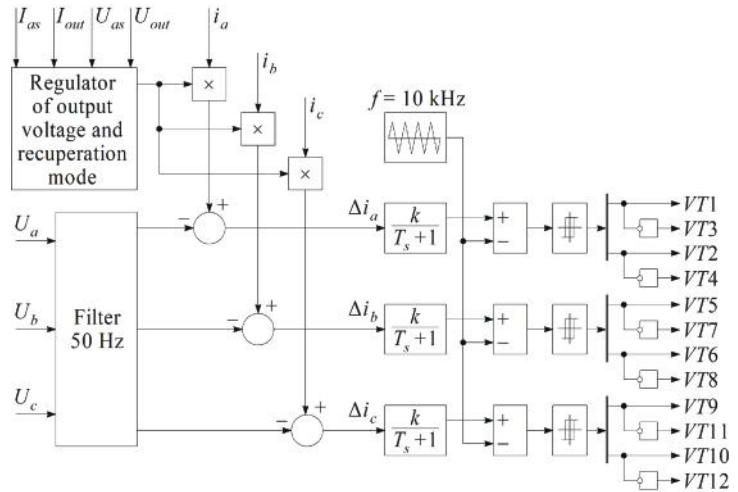 I_as I_out U_as U_out i_a
i_b
i_c
Regulator
of output
voltage and
recuperation
mode
×
×
×
f = 10 kHz
+
−
Δi_a
k
T_s +1
+
−
VT1
VT3
VT2
VT4
U_a
U_b
U_c
Filter
50 Hz
+
−
Δi_b
k
T_s +1
+
−
VT5
VT7
VT6
VT8
+
−
Δi_c
k
T_s +1
+
−
VT9
VT11
VT10
VT12